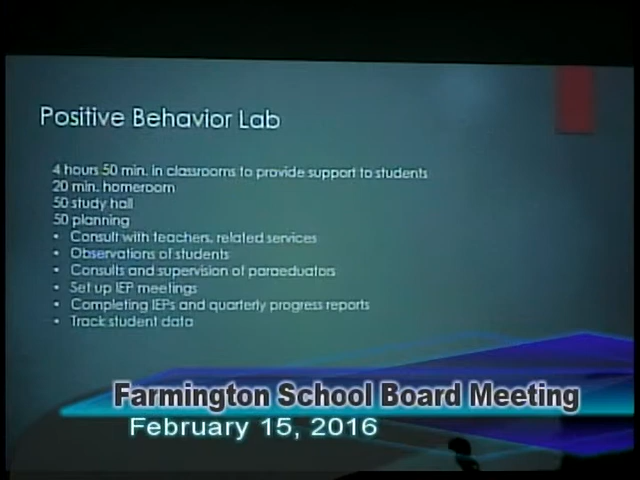 Positive Behavior Lab
4 hours 50 min. in classrooms to provide support to students
20 min. homeroom
50 study hall
50 planning
• Consult with teachers, related services
• Observations of students
• Consults and supervision of paraeduators
• Set up IEP meetings
• Completing IEPs and quarterly progress reports
• Track student data
Farmington School Board Meeting
February 15, 2016